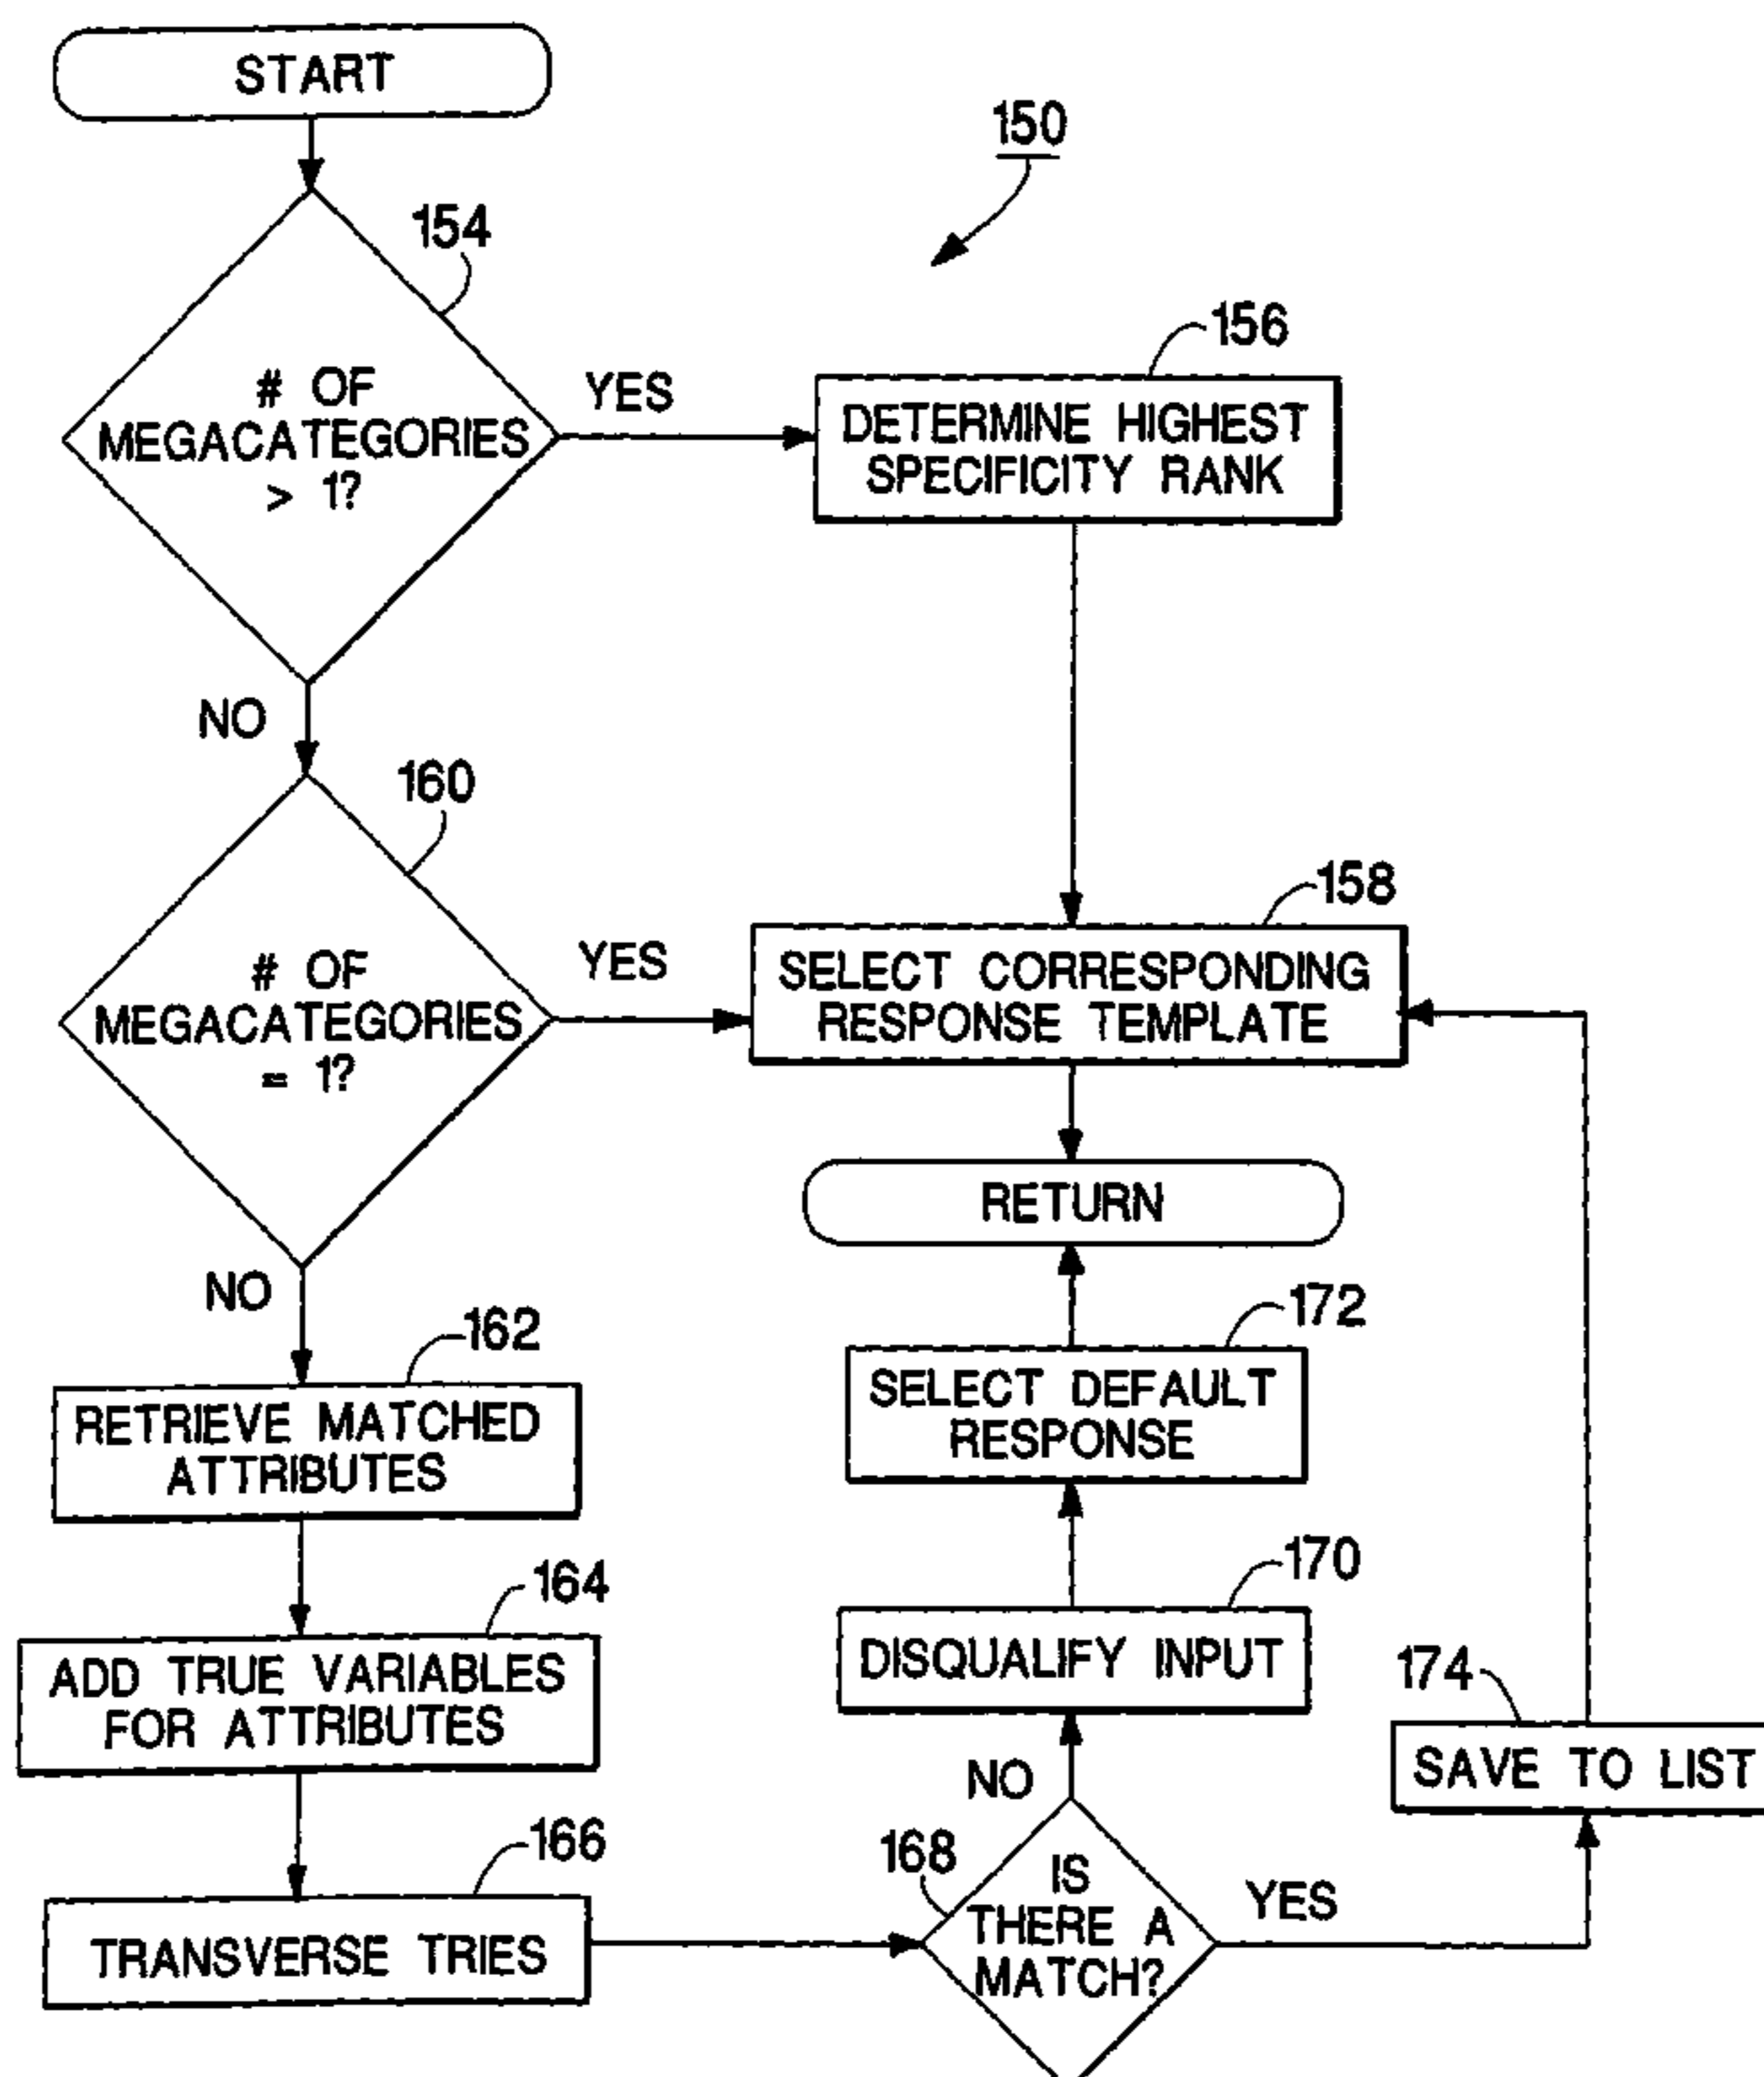 START
150
154
# OF
MEGACATEGORIES
> 1?
YES
156
DETERMINE HIGHEST
SPECIFICITY RANK
NO
160
# OF
MEGACATEGORIES
= 1?
YES
158
SELECT CORRESPONDING
RESPONSE TEMPLATE
RETURN
NO
162
RETRIEVE MATCHED
ATTRIBUTES
172
SELECT DEFAULT
RESPONSE
164
ADD TRUE VARIABLES
FOR ATTRIBUTES
170
DISQUALIFY INPUT
174
SAVE TO LIST
NO
166
TRANSVERSE TRIES
168
IS
THERE A
MATCH?
YES